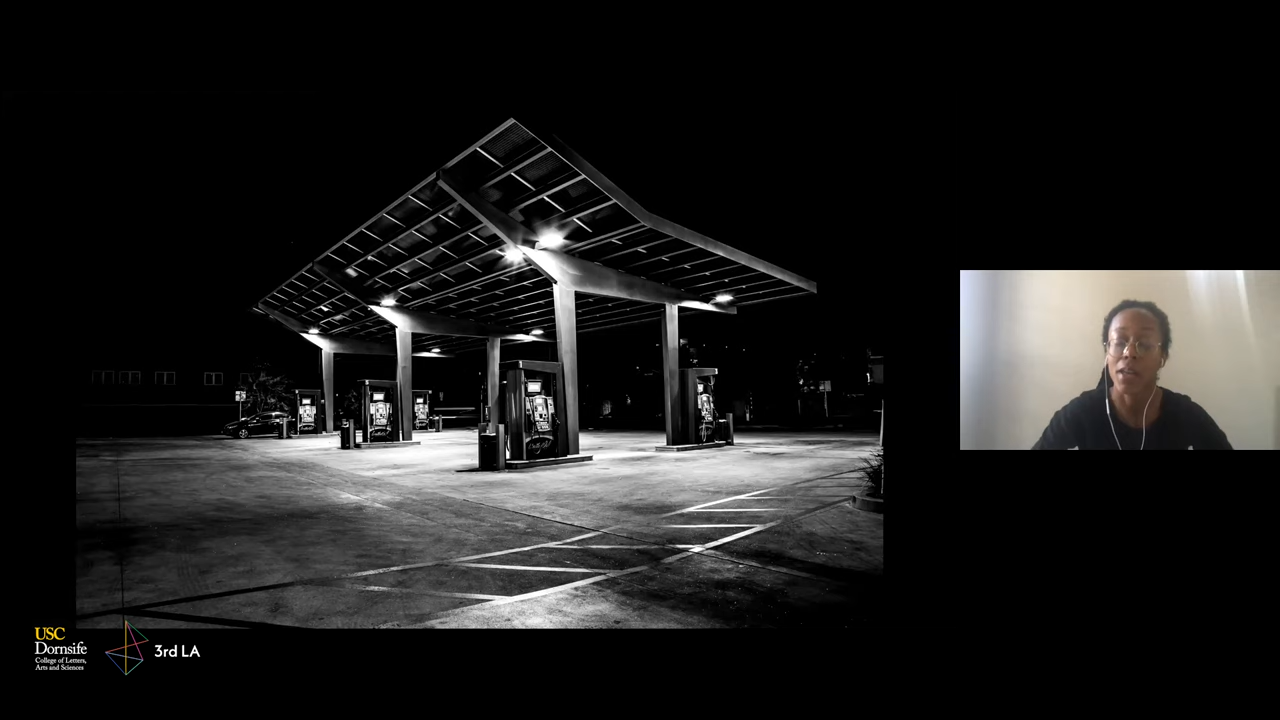 USC
Dornsife
College of Letters,
Arts and Sciences
3rd LA